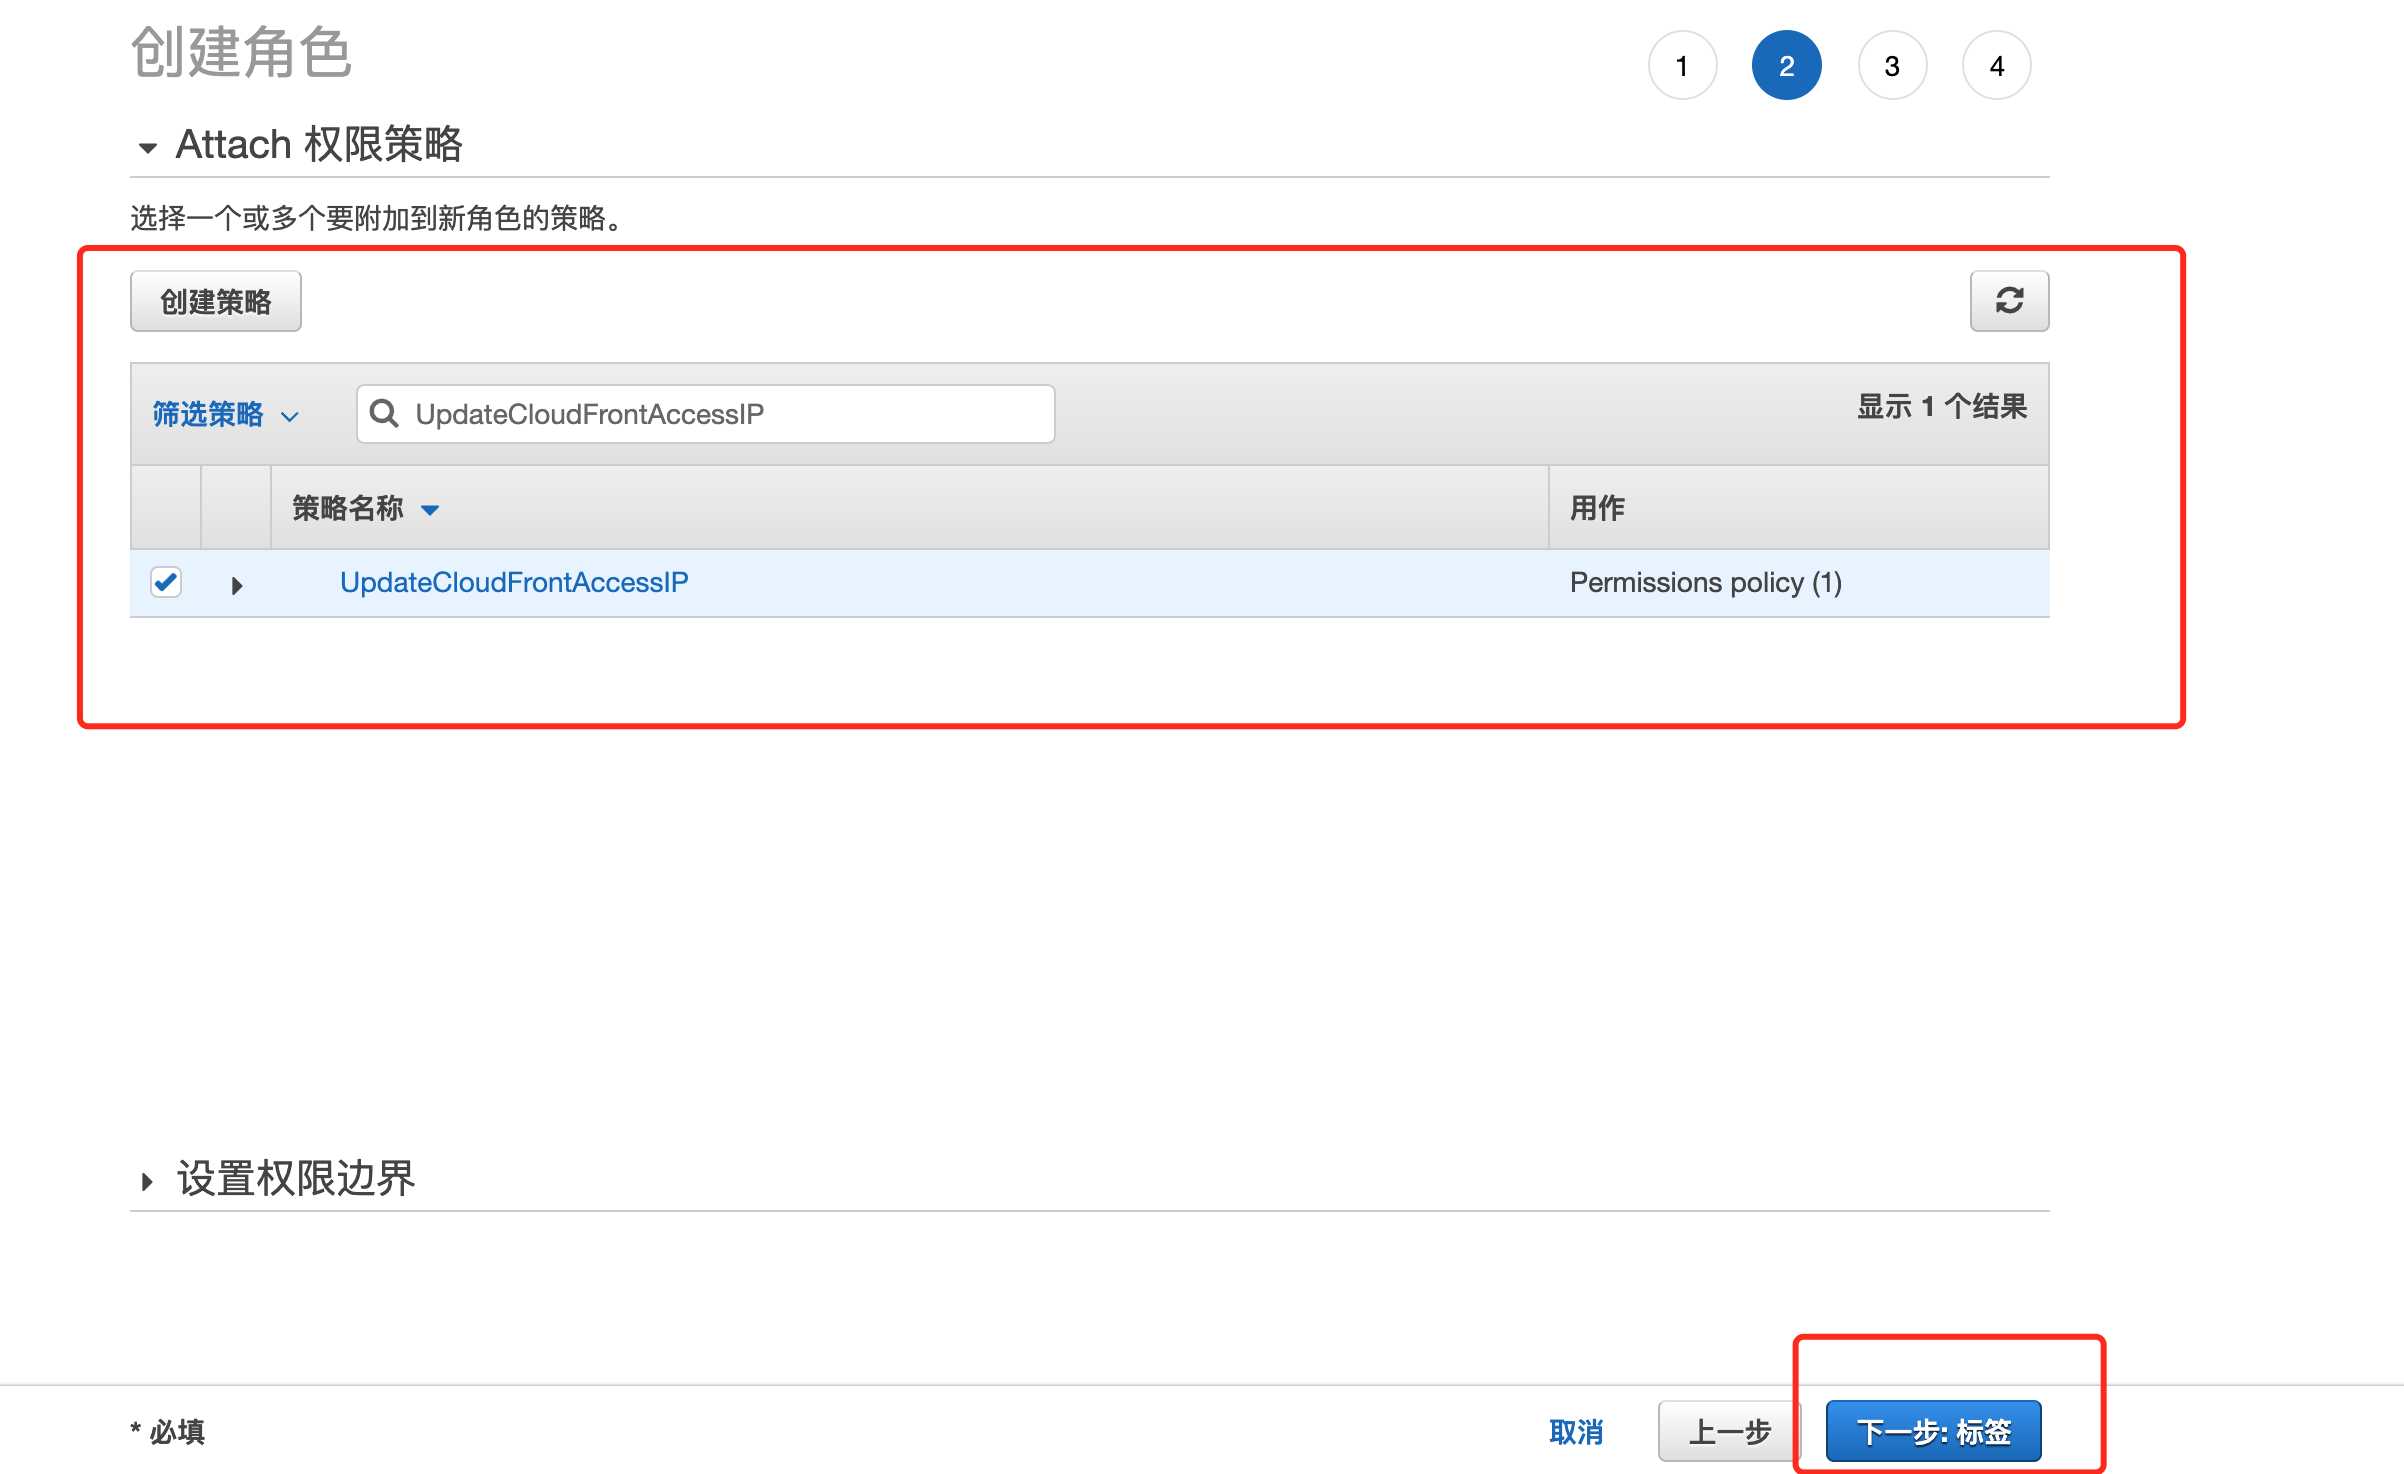 创建角色
1 2 3 4
Attach 权限策略
选择一个或多个要附加到新角色的策略。
创建策略
筛选策略 UpdateCloudFrontAccessIP 显示 1 个结果
策略名称 用作
UpdateCloudFrontAccessIP Permissions policy (1)
设置权限边界
* 必填 取消 上一步 下一步: 标签